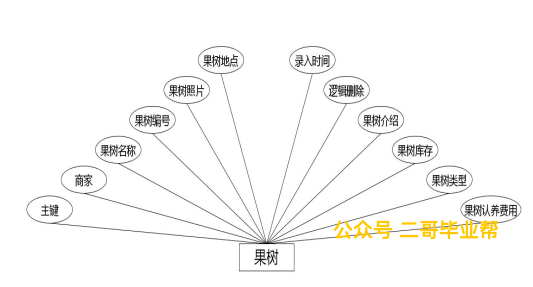 果树地点
录入时间
果树照片
逻辑删除
果树编号
果树介绍
果树名称
果树库存
商家
果树类型
主键
果树认养费用
公众号 二哥毕业帮
果树